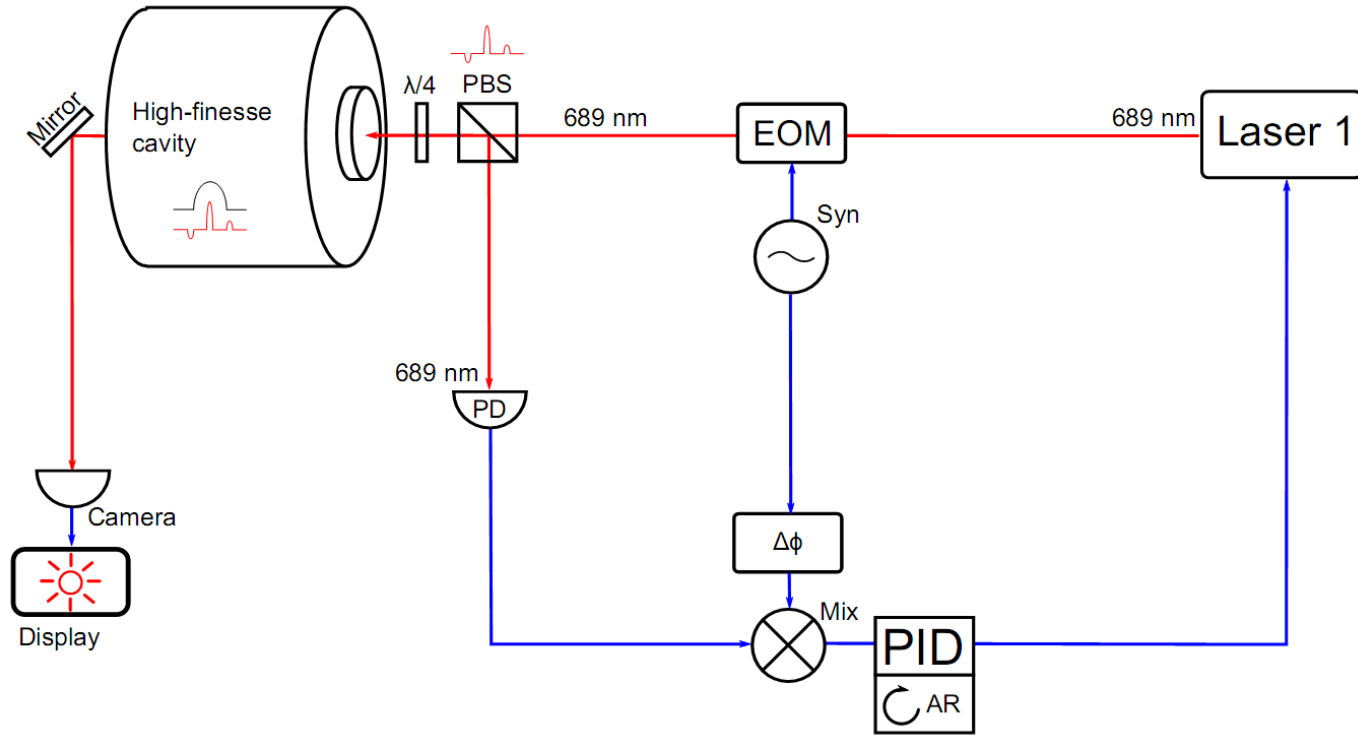 Mirror
High-finesse
cavity
λ/4
PBS
689 nm
EOM
689 nm
Laser 1
Syn
689 nm
PD
Camera
Display
Δϕ
Mix
PID
AR